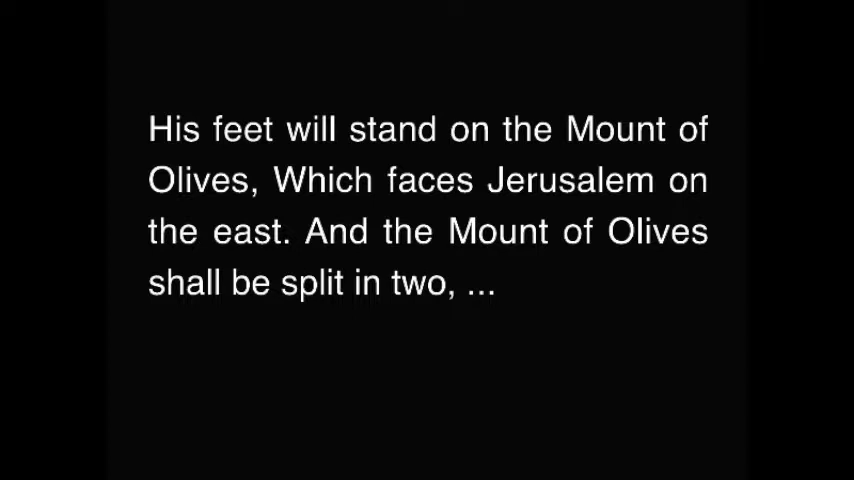 His feet will stand on the Mount of
Olives, Which faces Jerusalem on
the east. And the Mount of Olives
shall be split in two, ...